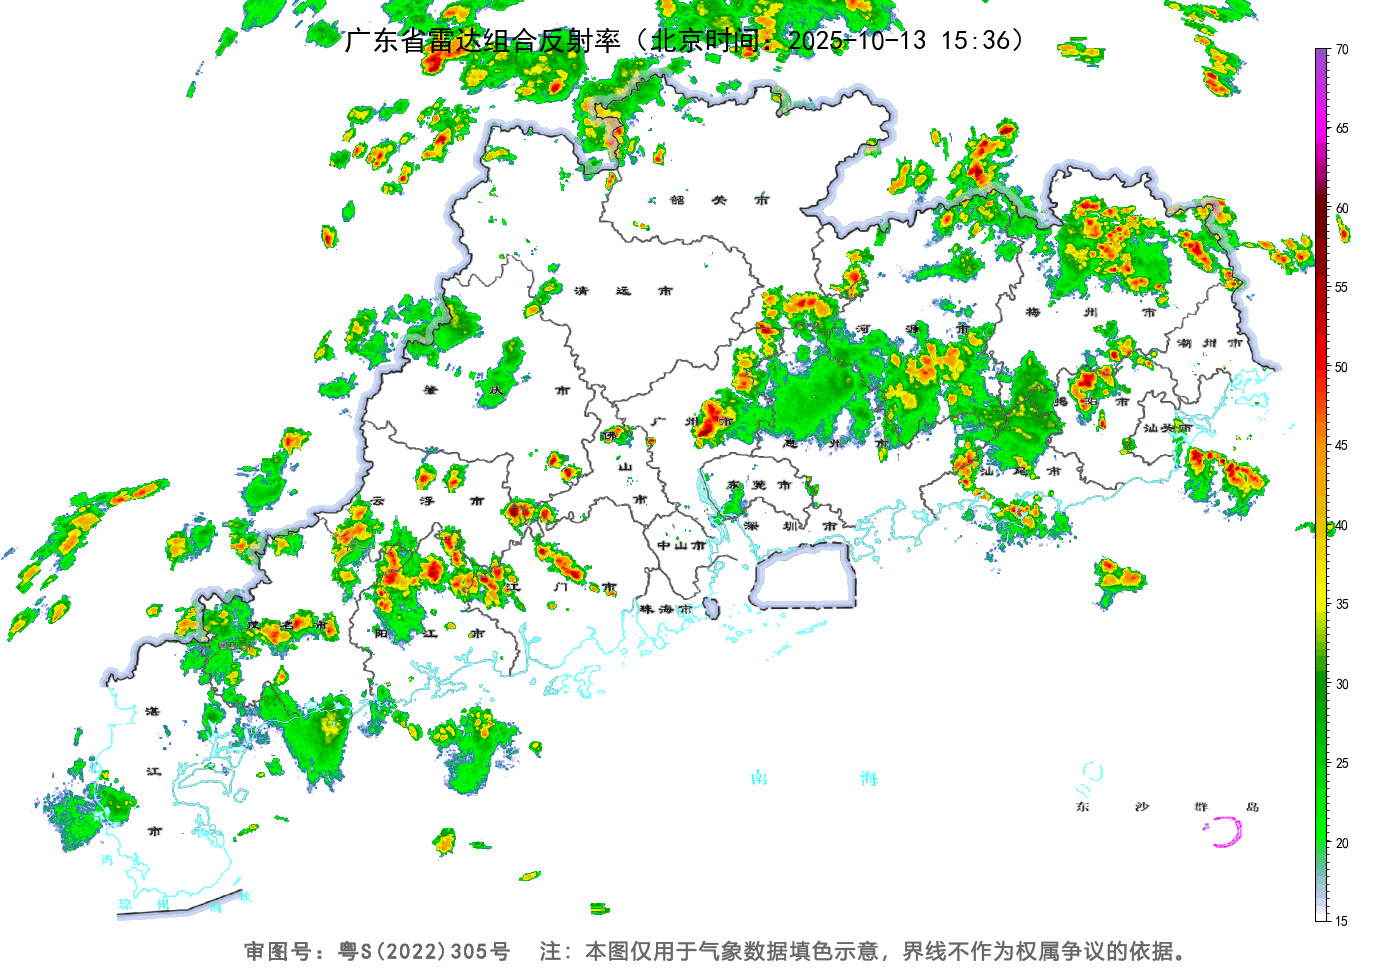 广东省雷达组合反射率（北京时间：2025-10-13 15:36）
70
65
60
55
50
45
40
35
30
25
20
15
韶关市
清远市
河源市
梅州市
潮州市
肇庆市
广州市
惠州市
揭阳市
汕头市
佛山市
东莞市
汕尾市
云浮市
深圳市
中山市
江门市
珠海市
茂名市
阳江市
湛江市
南海
东沙群岛
北
湾
琼州海峡
审图号：粤S(2022)305号 注：本图仅用于气象数据填色示意，界线不作为权属争议的依据。